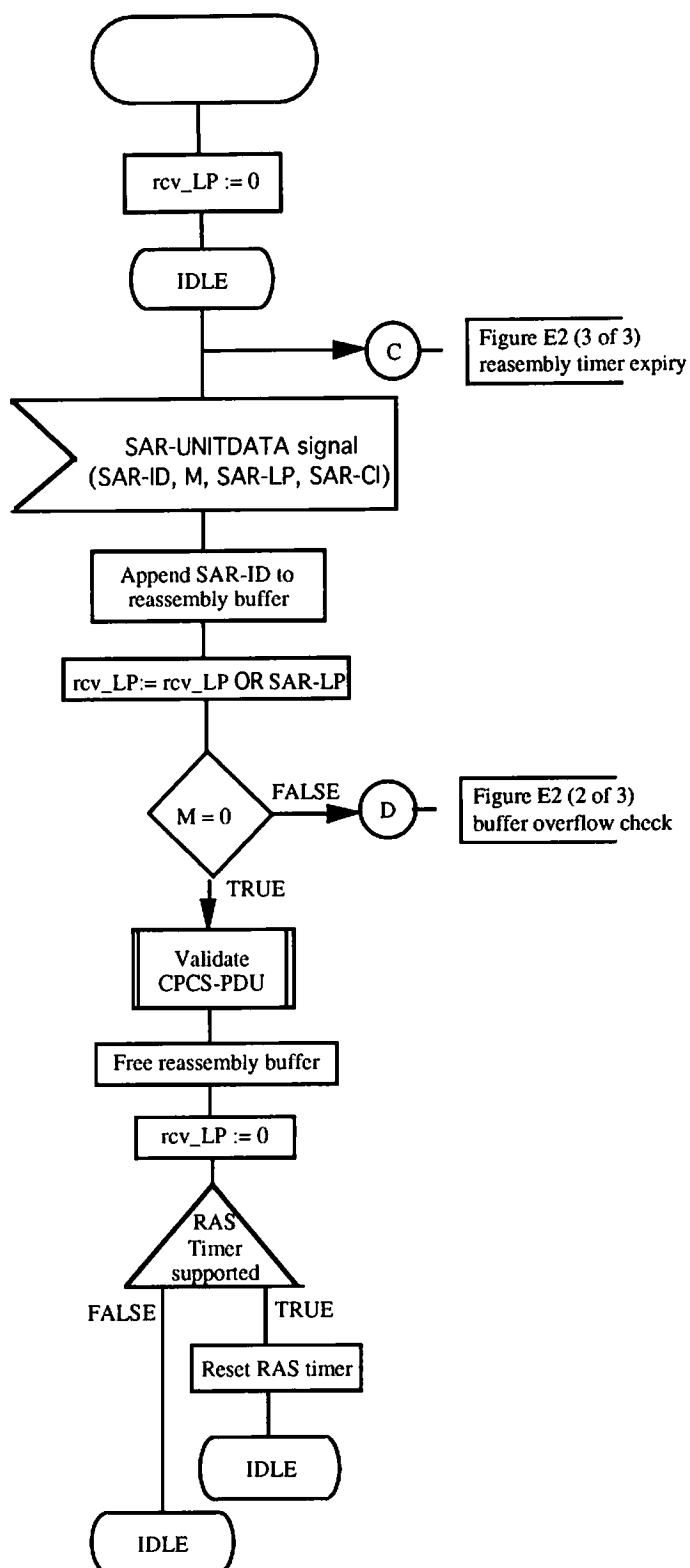 rcv_LP := 0
IDLE
C
Figure E2 (3 of 3)
reasembly timer expiry
SAR-UNITDATA signal
(SAR-ID, M, SAR-LP, SAR-CI)
Append SAR-ID to
reassembly buffer
rcv_LP:= rcv_LP OR SAR-LP
M = 0
FALSE
D
Figure E2 (2 of 3)
buffer overflow check
TRUE
Validate
CPCS-PDU
Free reassembly buffer
rcv_LP := 0
RAS
Timer
supported
FALSE
TRUE
Reset RAS timer
IDLE
IDLE